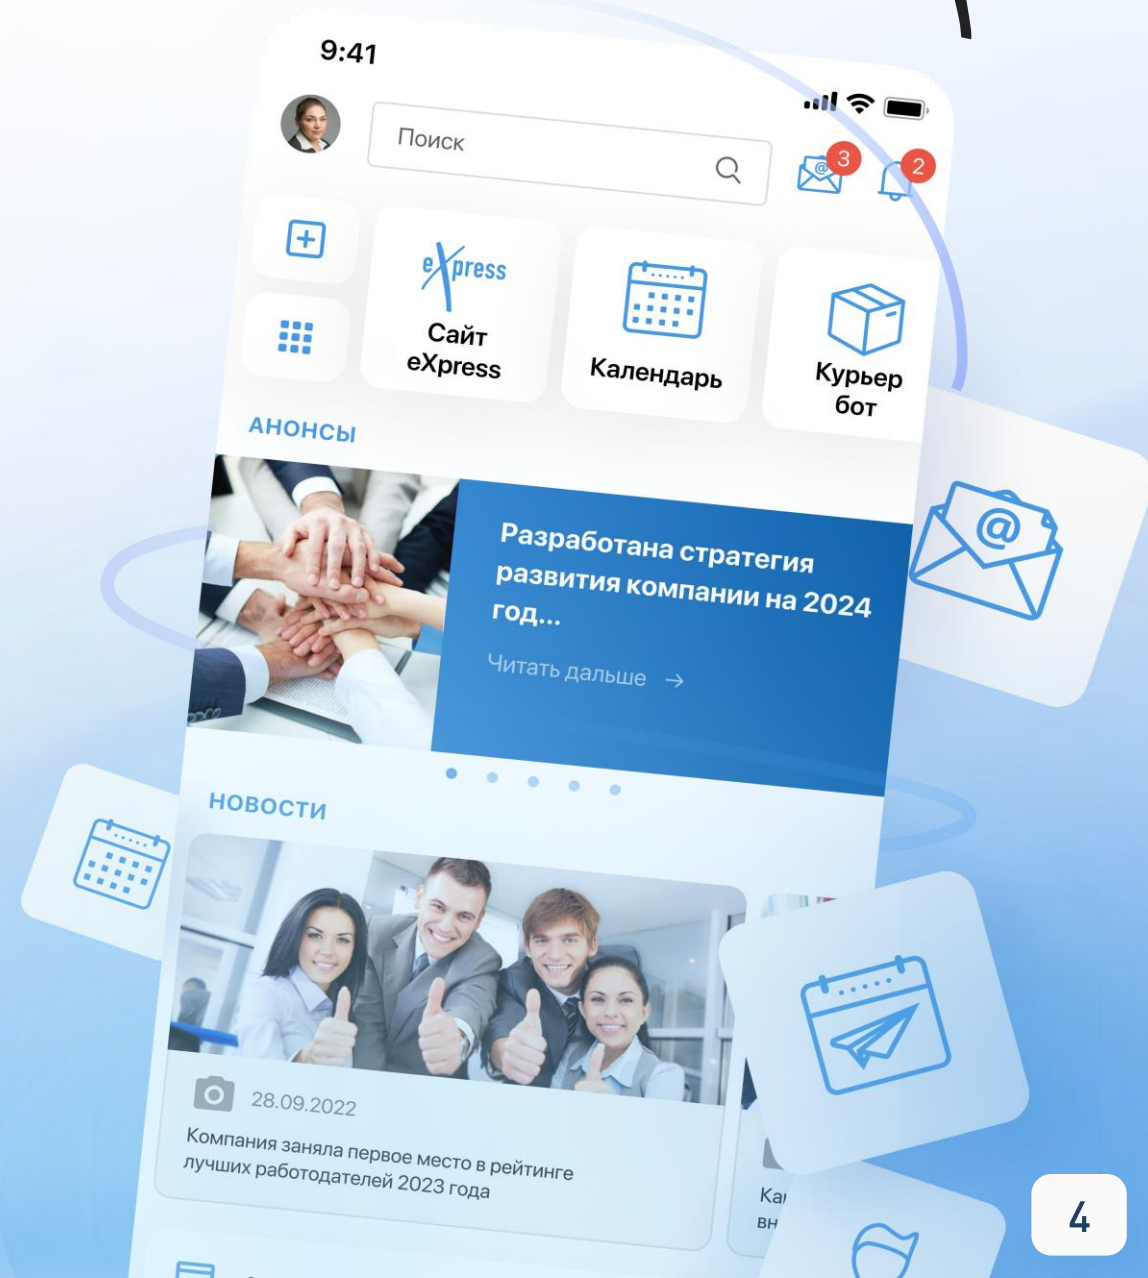 9:41
Поиск
3
2
eXpress
Сайт
eXpress
Календарь
Курьер
бот
АНОНСЫ
Разработана стратегия
развития компании на 2024
год...
Читать дальше →
НОВОСТИ
28.09.2022
Компания заняла первое место в рейтинге
лучших работодателей 2023 года
4